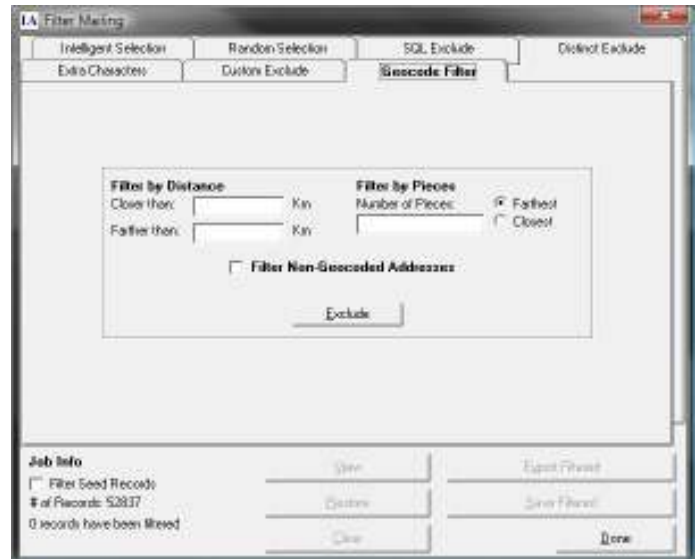 IA Filter Mailing
Intelligent Selection
Random Selection
SQL Exclude
Distinct Exclude
Extra Characters
Custom Exclude
Geocode Filter
Filter by Distance
Closer than: Km
Farther than: Km
Filter by Pieces
Number of Pieces:
Farthest
Closest
Filter Non-Geocoded Addresses
Exclude
Job Info
Filter Seed Records
# of Records: 52837
0 records have been filtered
View
Export Filtered
Restore
Save Filtered
Clear
Done